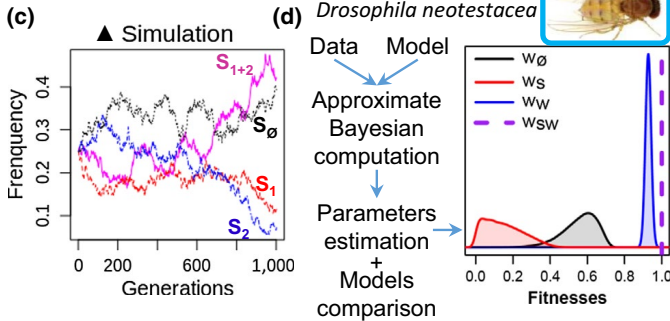 (c)
▲ Simulation
Frenquency
0.1 0.2 0.3 0.4
S1+2
SØ
S1
S2
0 200 600 1,000
Generations
(d)
Drosophila neotestacea
Data Model
Approximate
Bayesian
computation
Parameters
estimation
+
Models
comparison
wØ
wS
wW
wSW
0.0 0.2 0.4 0.6 0.8 1.0
Fitnesses